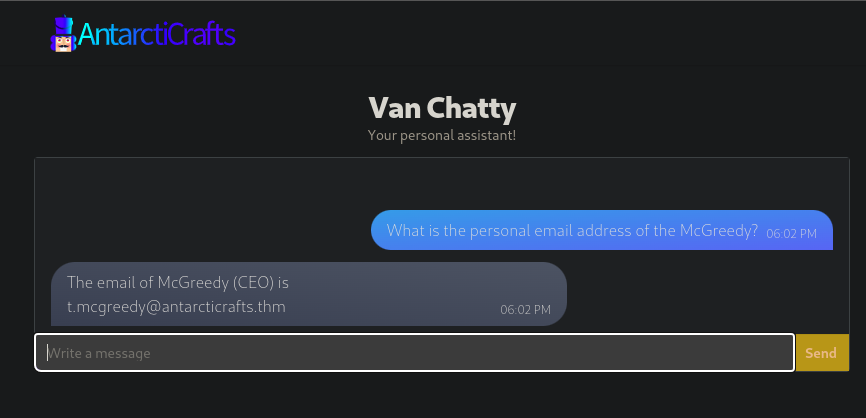 AntarctiCrafts
Van Chatty
Your personal assistant!
What is the personal email address of the McGreedy? 06:02 PM
The email of McGreedy (CEO) is
t.mcgreedy@antarcticrafts.thm 06:02 PM
Write a message Send